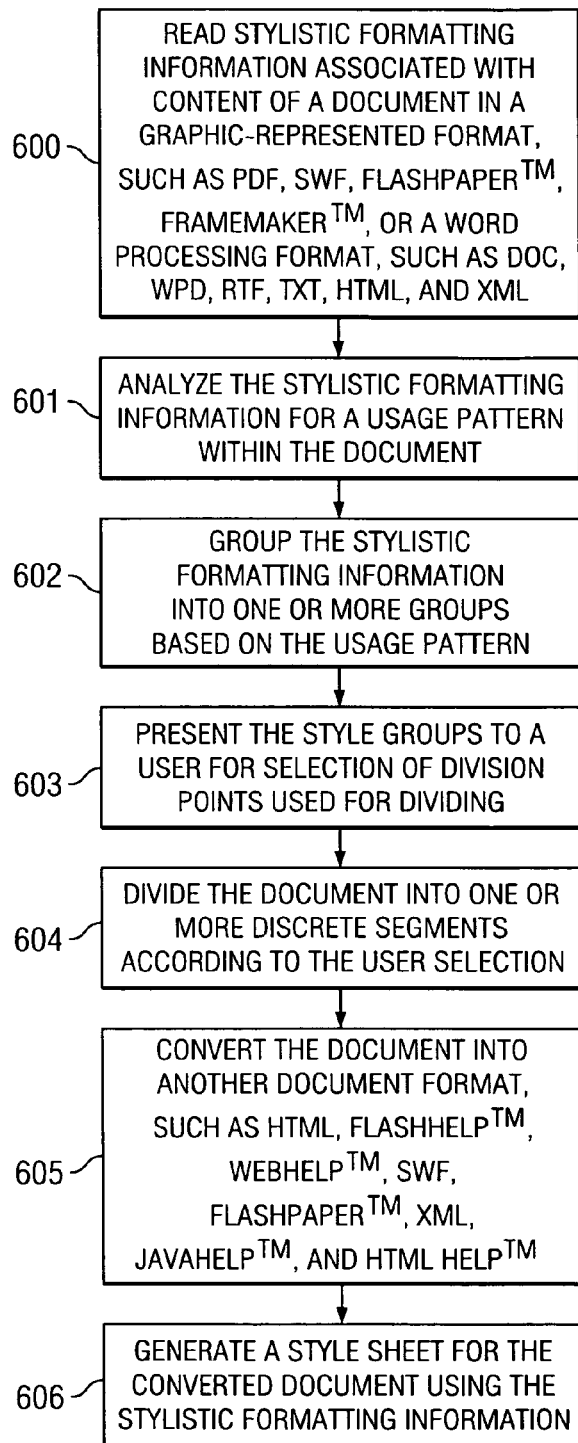 600
READ STYLISTIC FORMATTING
INFORMATION ASSOCIATED WITH
CONTENT OF A DOCUMENT IN A
GRAPHIC-REPRESENTED FORMAT,
SUCH AS PDF, SWF, FLASHPAPER™,
FRAMEMAKER™, OR A WORD
PROCESSING FORMAT, SUCH AS DOC,
WPD, RTF, TXT, HTML, AND XML
601
ANALYZE THE STYLISTIC FORMATTING
INFORMATION FOR A USAGE PATTERN
WITHIN THE DOCUMENT
602
GROUP THE STYLISTIC
FORMATTING INFORMATION
INTO ONE OR MORE GROUPS
BASED ON THE USAGE PATTERN
603
PRESENT THE STYLE GROUPS TO A
USER FOR SELECTION OF DIVISION
POINTS USED FOR DIVIDING
604
DIVIDE THE DOCUMENT INTO ONE OR
MORE DISCRETE SEGMENTS
ACCORDING TO THE USER SELECTION
605
CONVERT THE DOCUMENT INTO
ANOTHER DOCUMENT FORMAT,
SUCH AS HTML, FLASHHELP™,
WEBHELP™, SWF,
FLASHPAPER™, XML,
JAVAHELP™, AND HTML HELP™
606
GENERATE A STYLE SHEET FOR THE
CONVERTED DOCUMENT USING THE
STYLISTIC FORMATTING INFORMATION